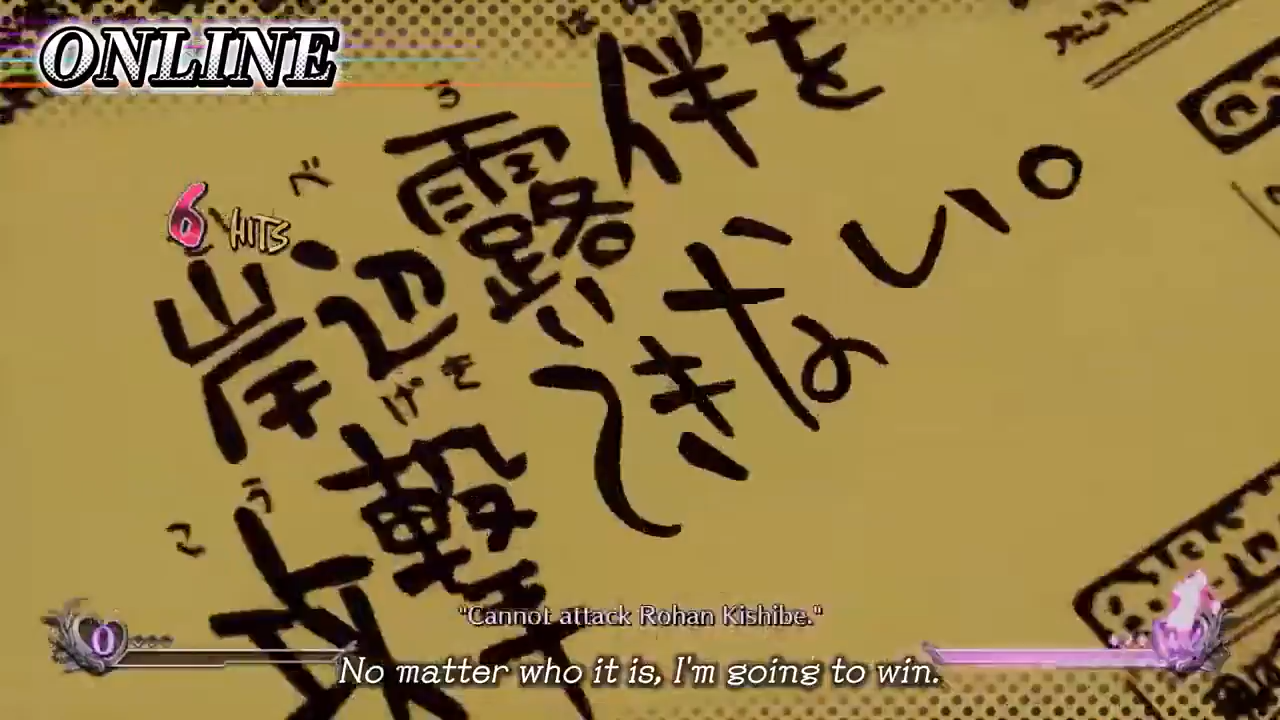 ONLINE
6 HITS
岸辺露伴を
攻撃できない。
0
"Cannot attack Rohan Kishibe."
No matter who it is, I'm going to win.